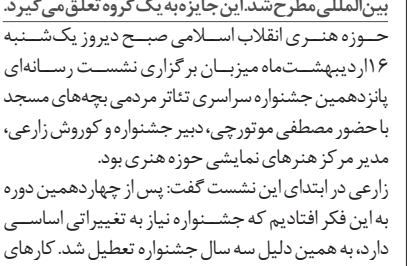 بین‌المللی مطرح شد. این جایزه به یک گروه تعلق می‌گیرد.
حوزه هنری انقلاب اسلامی صبح دیروز یک‌شنبه
۱۶اردیبهشت‌ماه میزبان برگزاری نشست رسانه‌ای
پانزدهمین جشنواره سراسری تئاتر مردمی بچه‌های مسجد
با حضور مصطفی موتورچی، دبیر جشنواره و کوروش زارعی،
مدیر مرکز هنرهای نمایشی حوزه هنری بود.
زارعی در ابتدای این نشست گفت: پس از چهاردهمین دوره
به این فکر افتادیم که جشنواره نیاز به تغییراتی اساسی
دارد، به همین دلیل سه سال جشنواره تعطیل شد. کارهای